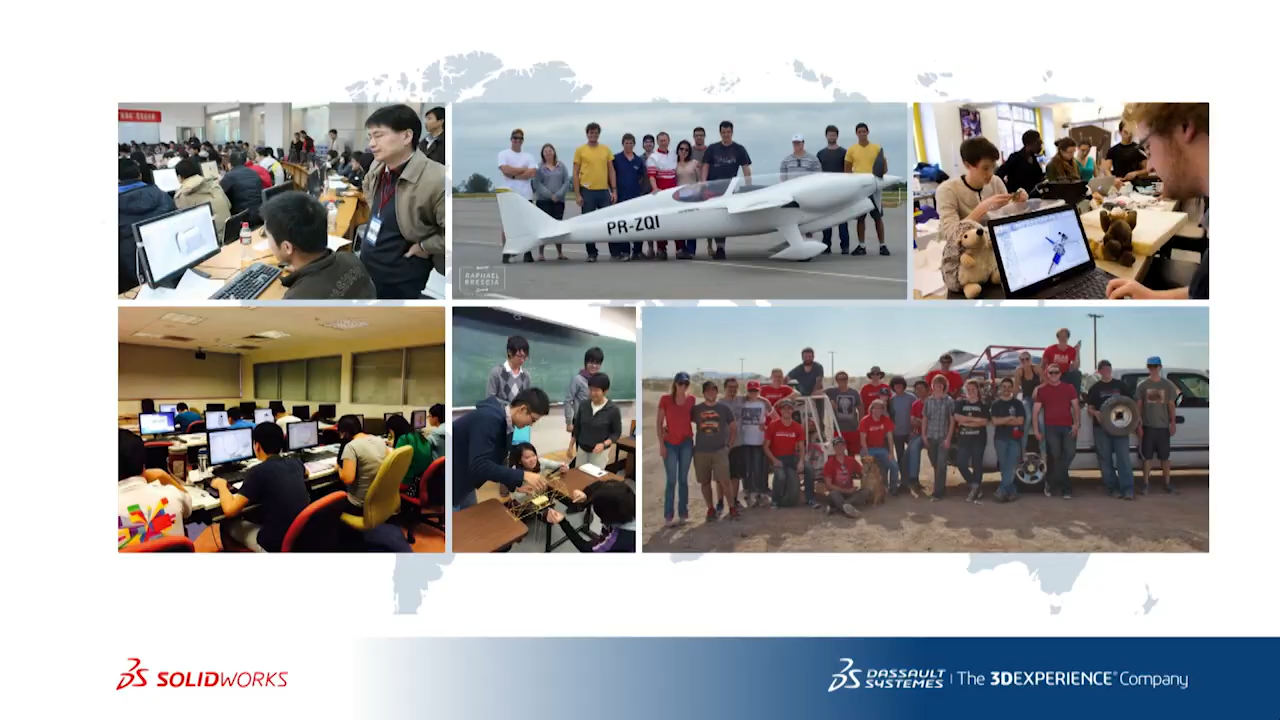 PR-ZQI
RAPHAEL
BRESCIA
SOLIDWORKS
DASSAULT
SYSTEMES
The 3DEXPERIENCE® Company